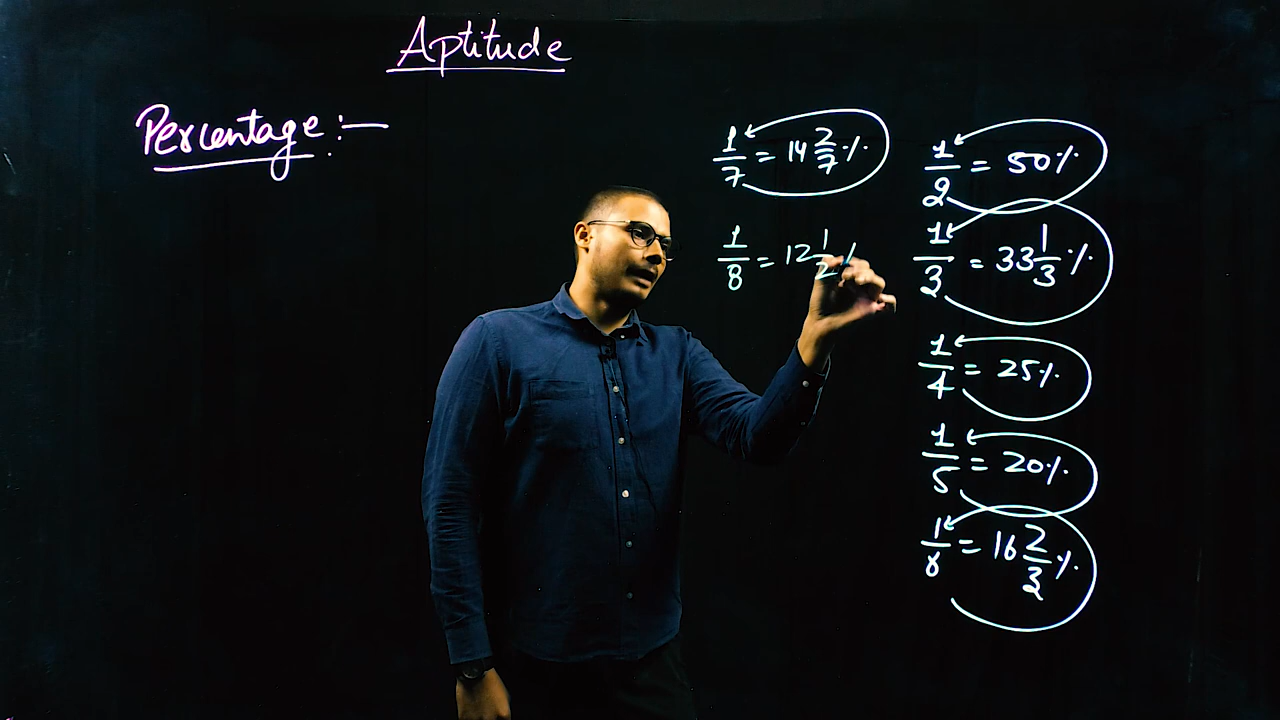 Aptitude
Percentage :-
1/7 = 14 2/7 %
1/8 = 12 1/2 %
1/2 = 50%
1/3 = 33 1/3 %
1/4 = 25%
1/5 = 20%
1/8 = 16 2/3 %